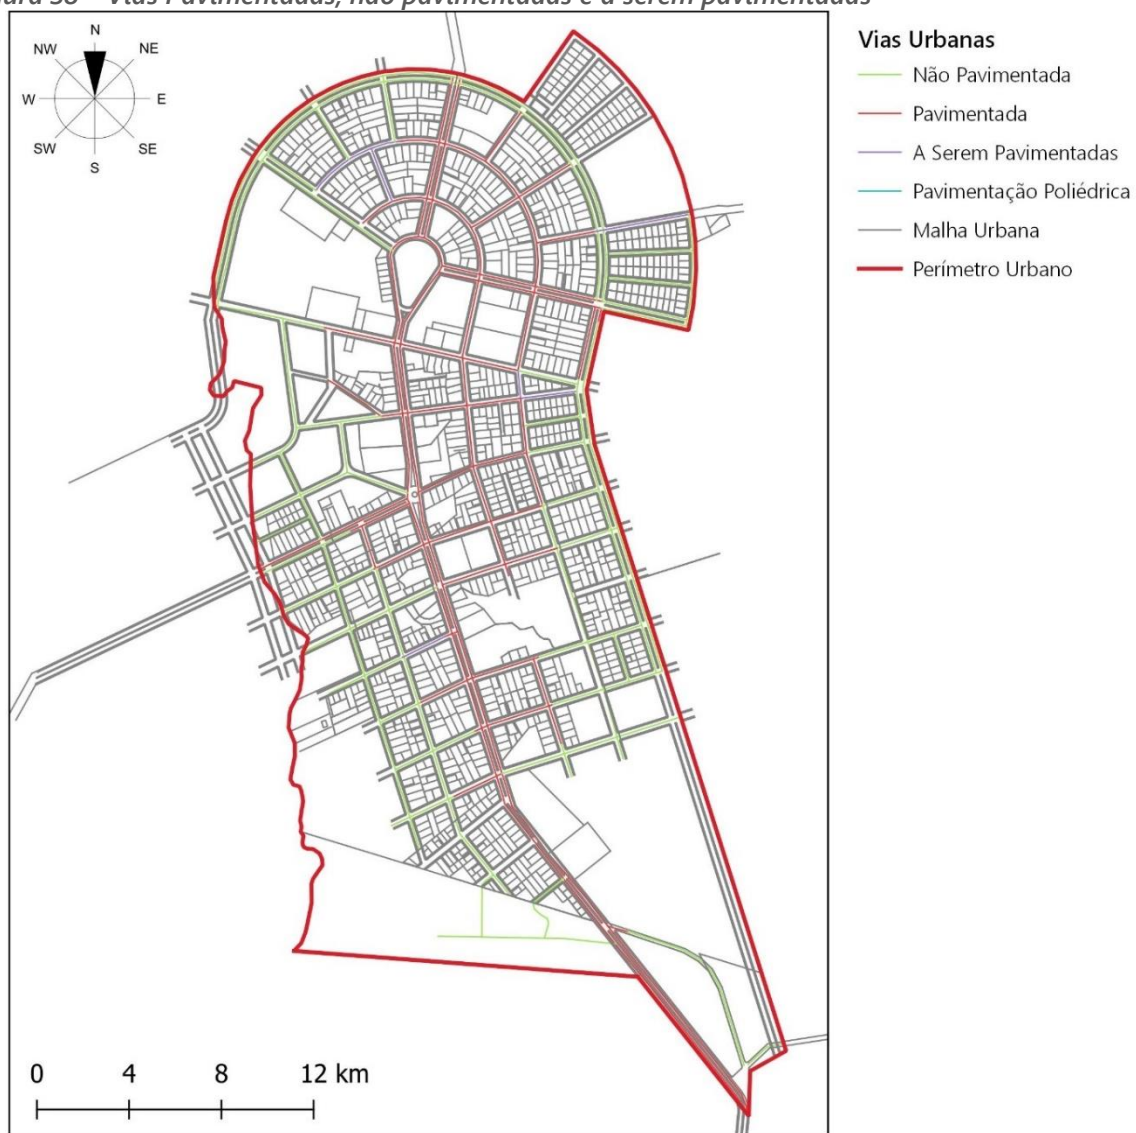 Vias Pavimentadas, não pavimentadas e a serem pavimentadas
N
NW NE
W E
SW SE
S
Vias Urbanas
Não Pavimentada
Pavimentada
A Serem Pavimentadas
Pavimentação Poliédrica
Malha Urbana
Perímetro Urbano
0 4 8 12 km